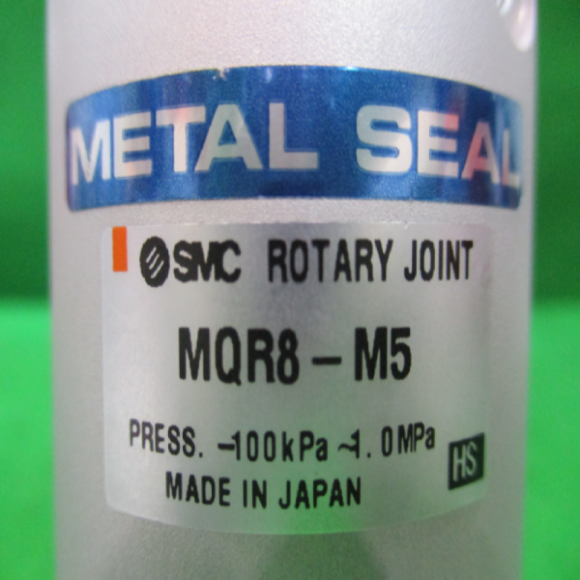 METAL SEAL
SMC ROTARY JOINT
MQR8-M5
PRESS. -100kPa~1.0MPa
HS
MADE IN JAPAN